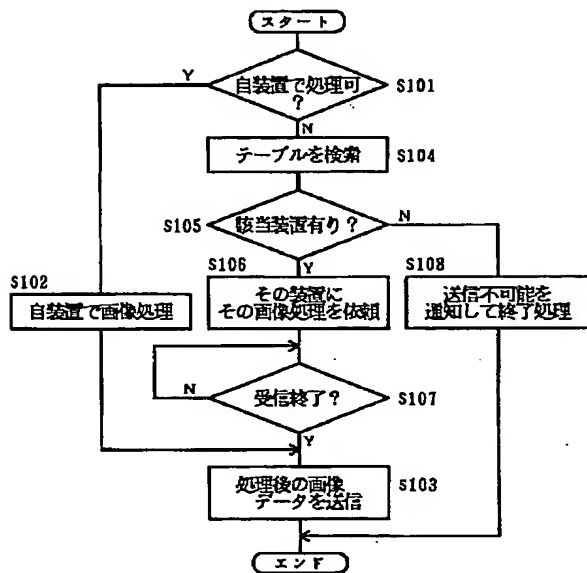 スタート
Y
自装置で処理可
?
S101
N
テーブルを検索
S104
S105
該当装置有り?
N
S102
S106
Y
S108
自装置で画像処理
その装置に
その画像処理を依頼
送信不可能を
通知して終了処理
N
受信終了?
S107
Y
処理後の画像
データを送信
S103
エンド